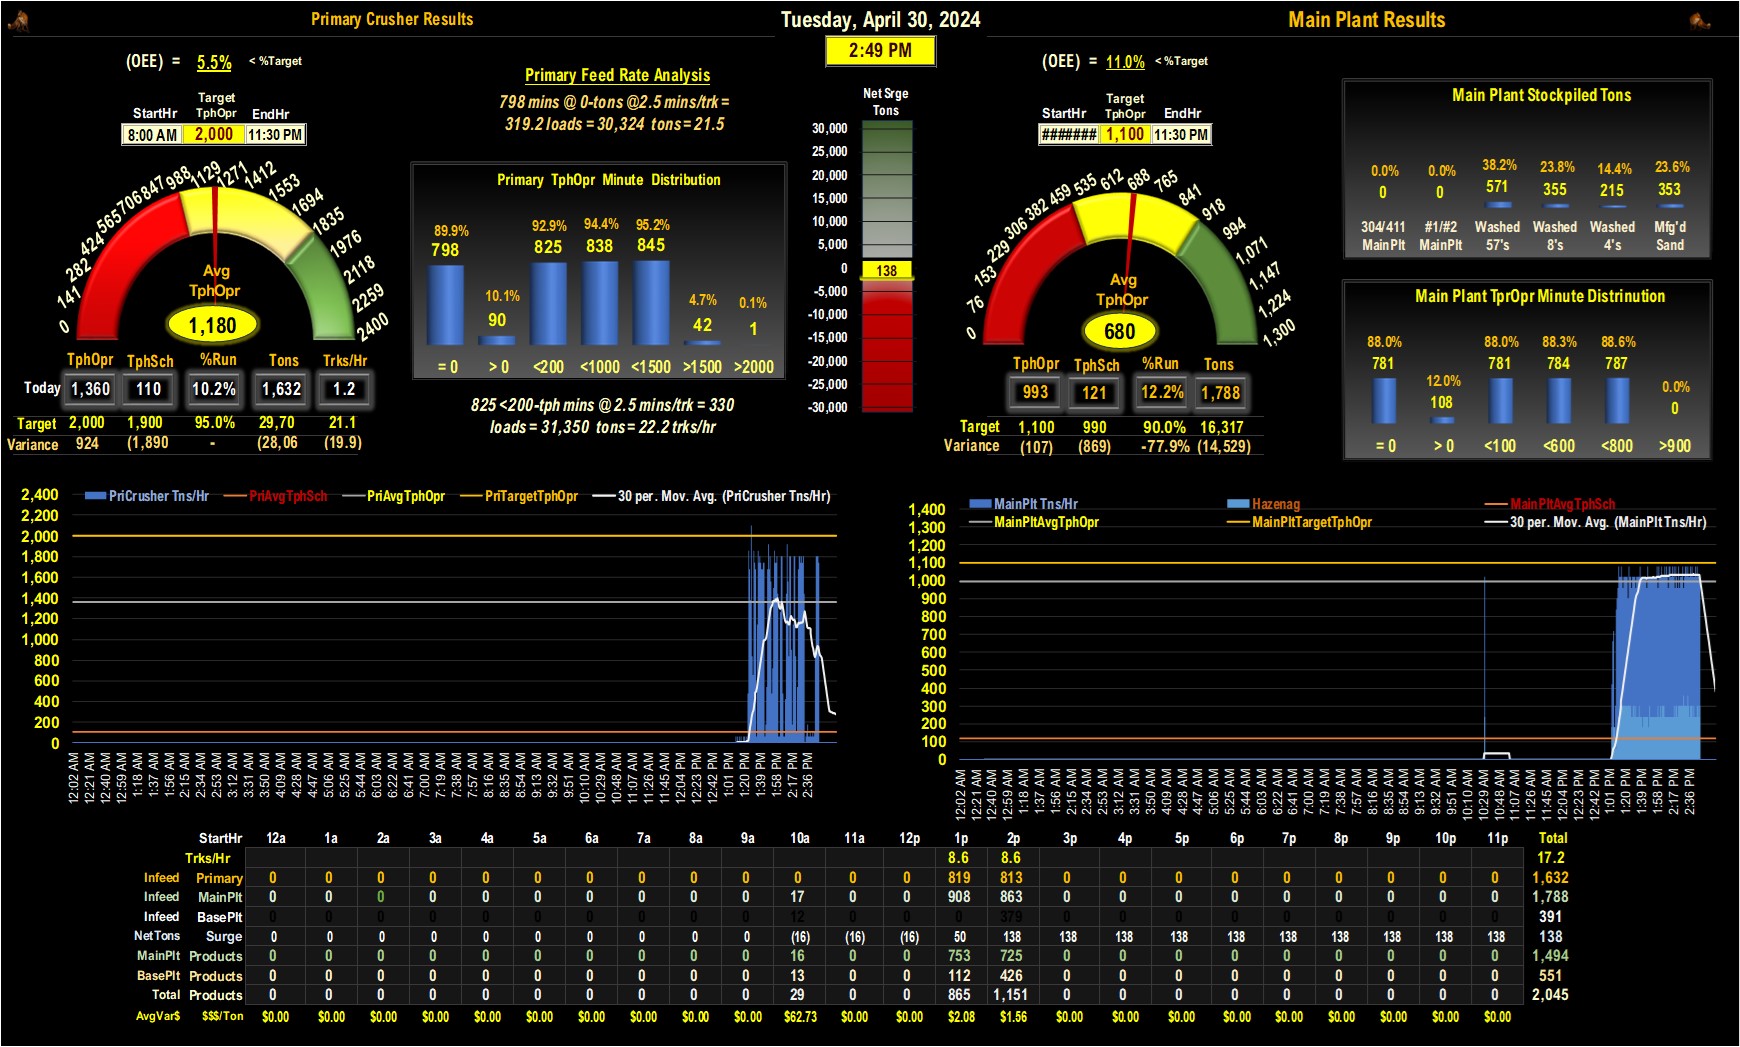 Primary Crusher Results
Tuesday, April 30, 2024
Main Plant Results
2:49 PM
(OEE) = 5.5% < %Target
StartHr Target TphOpr EndHr
8:00 AM 2,000 11:30 PM
0 141 282 424 565 706 847 988 1129 1271 1412 1553 1694 1835 1976 2118 2259 2400
Avg
TphOpr
1,180
TphOpr TphSch %Run Tons Trks/Hr
Today 1,360 110 10.2% 1,632 1.2
Target 2,000 1,900 95.0% 29,70 21.1
Variance 924 (1,890 - (28,06 (19.9)
Primary Feed Rate Analysis
798 mins @ 0-tons @2.5 mins/trk =
319.2 loads = 30,324 tons = 21.5
Primary TphOpr Minute Distribution
89.9% 10.1% 92.9% 94.4% 95.2% 4.7% 0.1%
798 90 825 838 845 42 1
= 0 > 0 <200 <1000 <1500 >1500 >2000
825 <200-tph mins @ 2.5 mins/trk = 330
loads = 31,350 tons = 22.2 trks/hr
Net Srge
Tons
30,000
25,000
20,000
15,000
10,000
5,000
0
138
-5,000
-10,000
-15,000
-20,000
-25,000
-30,000
(OEE) = 11.0% < %Target
StartHr Target TphOpr EndHr
####### 1,100 11:30 PM
0 76 153 229 306 382 459 535 612 688 765 841 918 994 1,071 1,147 1,224 1,300
Avg
TphOpr
680
TphOpr TphSch %Run Tons
993 121 12.2% 1,788
Target 1,100 990 90.0% 16,317
Variance (107) (869) -77.9% (14,529)
Main Plant Stockpiled Tons
0.0% 0.0% 38.2% 23.8% 14.4% 23.6%
0 0 571 355 215 353
304/411 #1/#2 Washed Washed Washed Mfg'd
MainPlt MainPlt 57's 8's 4's Sand
Main Plant TprOpr Minute Distrinution
88.0% 12.0% 88.0% 88.3% 88.6% 0.0%
781 108 781 784 787 0
= 0 > 0 <100 <600 <800 >900
PriCrusher Tns/Hr PriAvgTphSch PriAvgTphOpr PriTargetTphOpr 30 per. Mov. Avg. (PriCrusher Tns/Hr)
2,400
2,200
2,000
1,800
1,600
1,400
1,200
1,000
800
600
400
200
0
12:02 AM 12:21 AM 12:40 AM 12:59 AM 1:18 AM 1:37 AM 1:56 AM 2:15 AM 2:34 AM 2:53 AM 3:12 AM 3:31 AM 3:50 AM 4:09 AM 4:28 AM 4:47 AM 5:06 AM 5:25 AM 5:44 AM 6:03 AM 6:22 AM 6:41 AM 7:00 AM 7:19 AM 7:38 AM 7:57 AM 8:16 AM 8:35 AM 8:54 AM 9:13 AM 9:32 AM 9:51 AM 10:10 AM 10:29 AM 10:48 AM 11:07 AM 11:26 AM 11:45 AM 12:04 PM 12:23 PM 12:42 PM 1:01 PM 1:20 PM 1:39 PM 1:58 PM 2:17 PM 2:36 PM
MainPlt Tns/Hr Hazenag MainPltAvgTphSch
MainPltAvgTphOpr MainPltTargetTphOpr 30 per. Mov. Avg. (MainPlt Tns/Hr)
1,400
1,300
1,200
1,100
1,000
900
800
700
600
500
400
300
200
100
0
12:02 AM 12:21 AM 12:40 AM 12:59 AM 1:18 AM 1:37 AM 1:56 AM 2:15 AM 2:34 AM 2:53 AM 3:12 AM 3:31 AM 3:50 AM 4:09 AM 4:28 AM 4:47 AM 5:06 AM 5:25 AM 5:44 AM 6:03 AM 6:22 AM 6:41 AM 7:00 AM 7:19 AM 7:38 AM 7:57 AM 8:16 AM 8:35 AM 8:54 AM 9:13 AM 9:32 AM 9:51 AM 10:10 AM 10:29 AM 10:48 AM 11:07 AM 11:26 AM 11:45 AM 12:04 PM 12:23 PM 12:42 PM 1:01 PM 1:20 PM 1:39 PM 1:58 PM 2:17 PM 2:36 PM
StartHr 12a 1a 2a 3a 4a 5a 6a 7a 8a 9a 10a 11a 12p 1p 2p 3p 4p 5p 6p 7p 8p 9p 10p 11p Total
Trks/Hr 8.6 8.6 17.2
Infeed Primary 0 0 0 0 0 0 0 0 0 0 0 0 0 819 813 0 0 0 0 0 0 0 0 0 1,632
Infeed MainPlt 0 0 0 0 0 0 0 0 0 0 17 0 0 908 863 0 0 0 0 0 0 0 0 0 1,788
Infeed BasePlt 0 0 0 0 0 0 0 0 0 0 12 0 0 0 379 0 0 0 0 0 0 0 0 0 391
NetTons Surge 0 0 0 0 0 0 0 0 0 0 (16) (16) (16) 50 138 138 138 138 138 138 138 138 138 138 138
MainPlt Products 0 0 0 0 0 0 0 0 0 0 16 0 0 753 725 0 0 0 0 0 0 0 0 0 1,494
BasePlt Products 0 0 0 0 0 0 0 0 0 0 13 0 0 112 426 0 0 0 0 0 0 0 0 0 551
Total Products 0 0 0 0 0 0 0 0 0 0 29 0 0 865 1,151 0 0 0 0 0 0 0 0 0 2,045
AvgVar$ $$$/Ton $0.00 $0.00 $0.00 $0.00 $0.00 $0.00 $0.00 $0.00 $0.00 $0.00 $62.73 $0.00 $0.00 $2.08 $1.56 $0.00 $0.00 $0.00 $0.00 $0.00 $0.00 $0.00 $0.00 $0.00